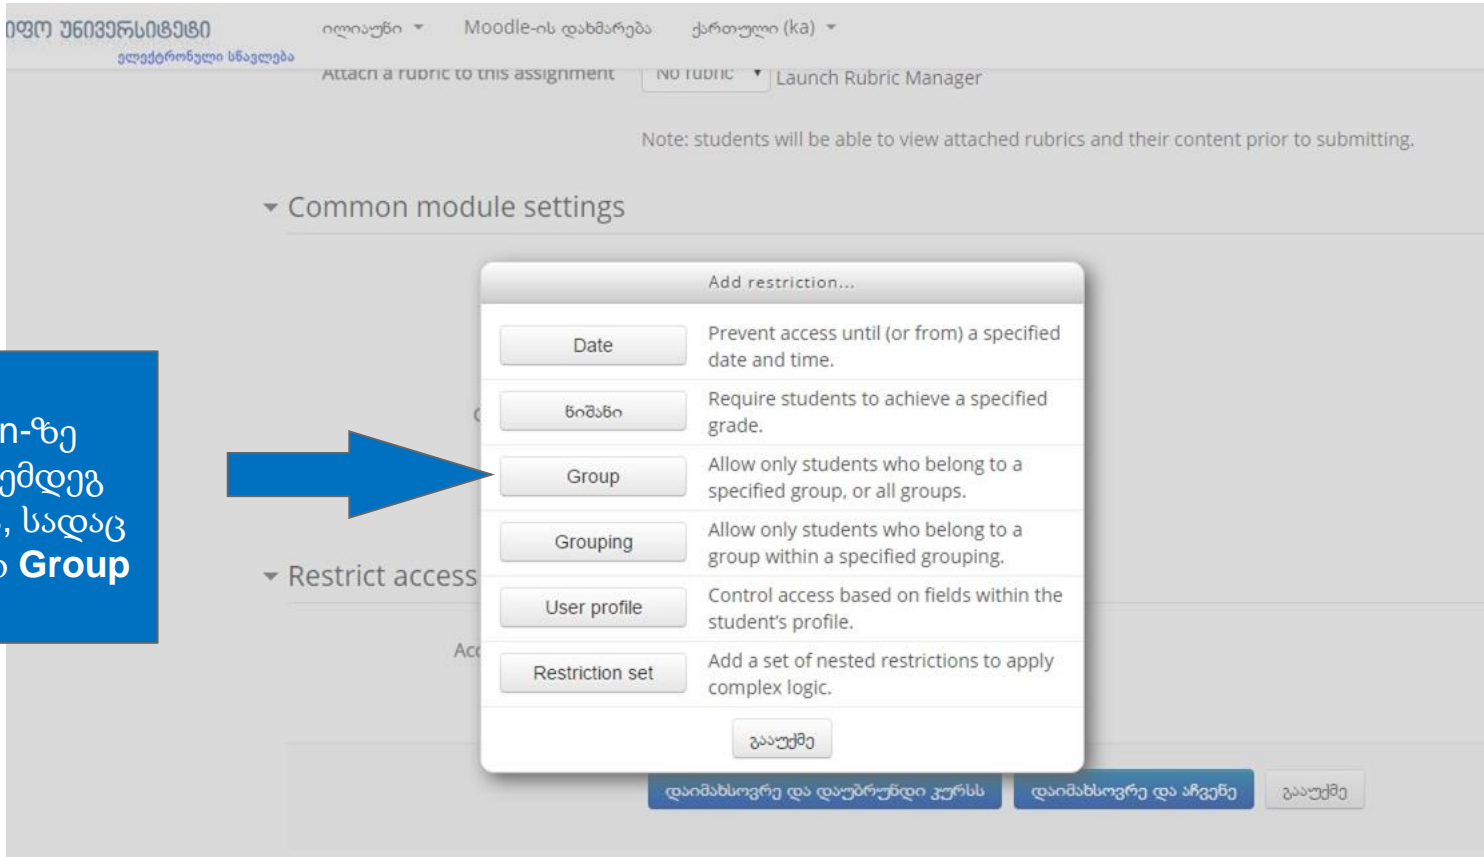 უნივერსიტეტი
ელექტრონული სწავლება
ილიაუნი
Moodle-ის დახმარება
ქართული (ka)
Attach a rubric to this assignment
No rubric
Launch Rubric Manager
Note: students will be able to view attached rubrics and their content prior to submitting.
Common module settings
Add restriction...
Date
Prevent access until (or from) a specified
date and time.
ნიშანი
Require students to achieve a specified
grade.
Group
Allow only students who belong to a
specified group, or all groups.
Grouping
Allow only students who belong to a
group within a specified grouping.
User profile
Control access based on fields within the
student's profile.
Restriction set
Add a set of nested restrictions to apply
complex logic.
გააუქმე
n-ზე
ემდეგ
, სადაც
Group
Restrict access
Acc
დაიმახსოვრე და დაუბრუნდი კურსს
დაიმახსოვრე და აჩვენე
გააუქმე